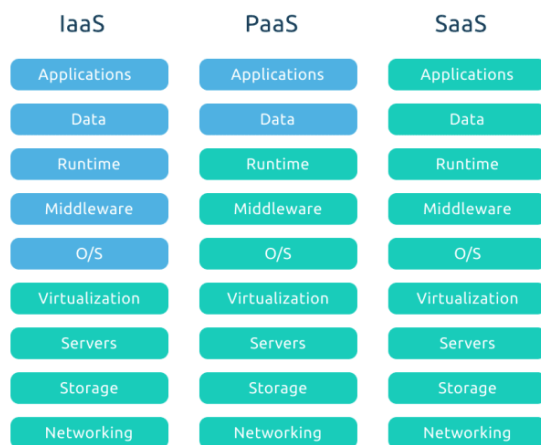 IaaS PaaS SaaS
Applications Applications Applications
Data Data Data
Runtime Runtime Runtime
Middleware Middleware Middleware
O/S O/S O/S
Virtualization Virtualization Virtualization
Servers Servers Servers
Storage Storage Storage
Networking Networking Networking